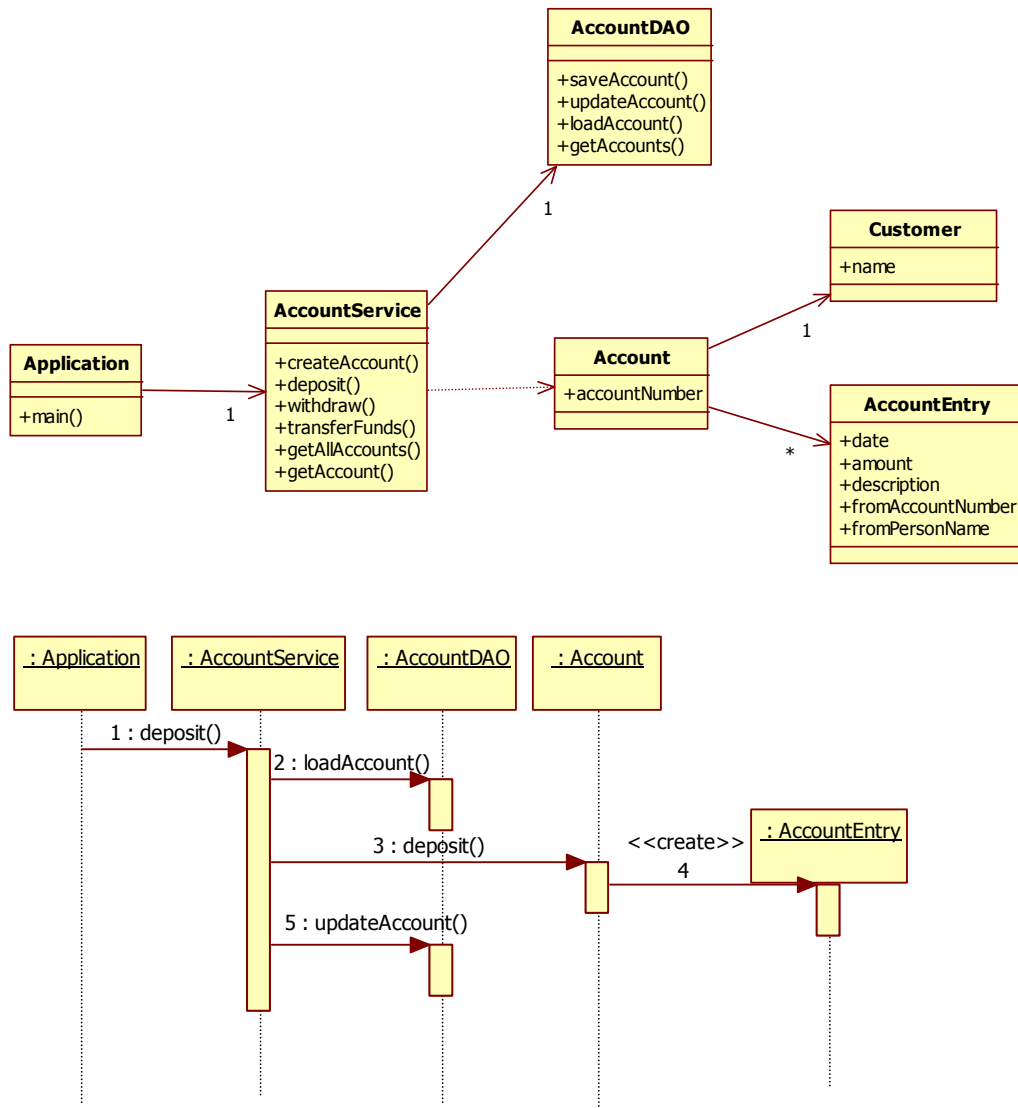 AccountDAO
+saveAccount()
+updateAccount()
+loadAccount()
+getAccounts()
1
Customer
+name
1
AccountService
+createAccount()
+deposit()
+withdraw()
+transferFunds()
+getAllAccounts()
+getAccount()
Application
+main()
1
Account
+accountNumber
AccountEntry
+date
+amount
+description
+fromAccountNumber
+fromPersonName
*
: Application
: AccountService
: AccountDAO
: Account
1 : deposit()
2 : loadAccount()
3 : deposit()
<<create>>
4
: AccountEntry
5 : updateAccount()